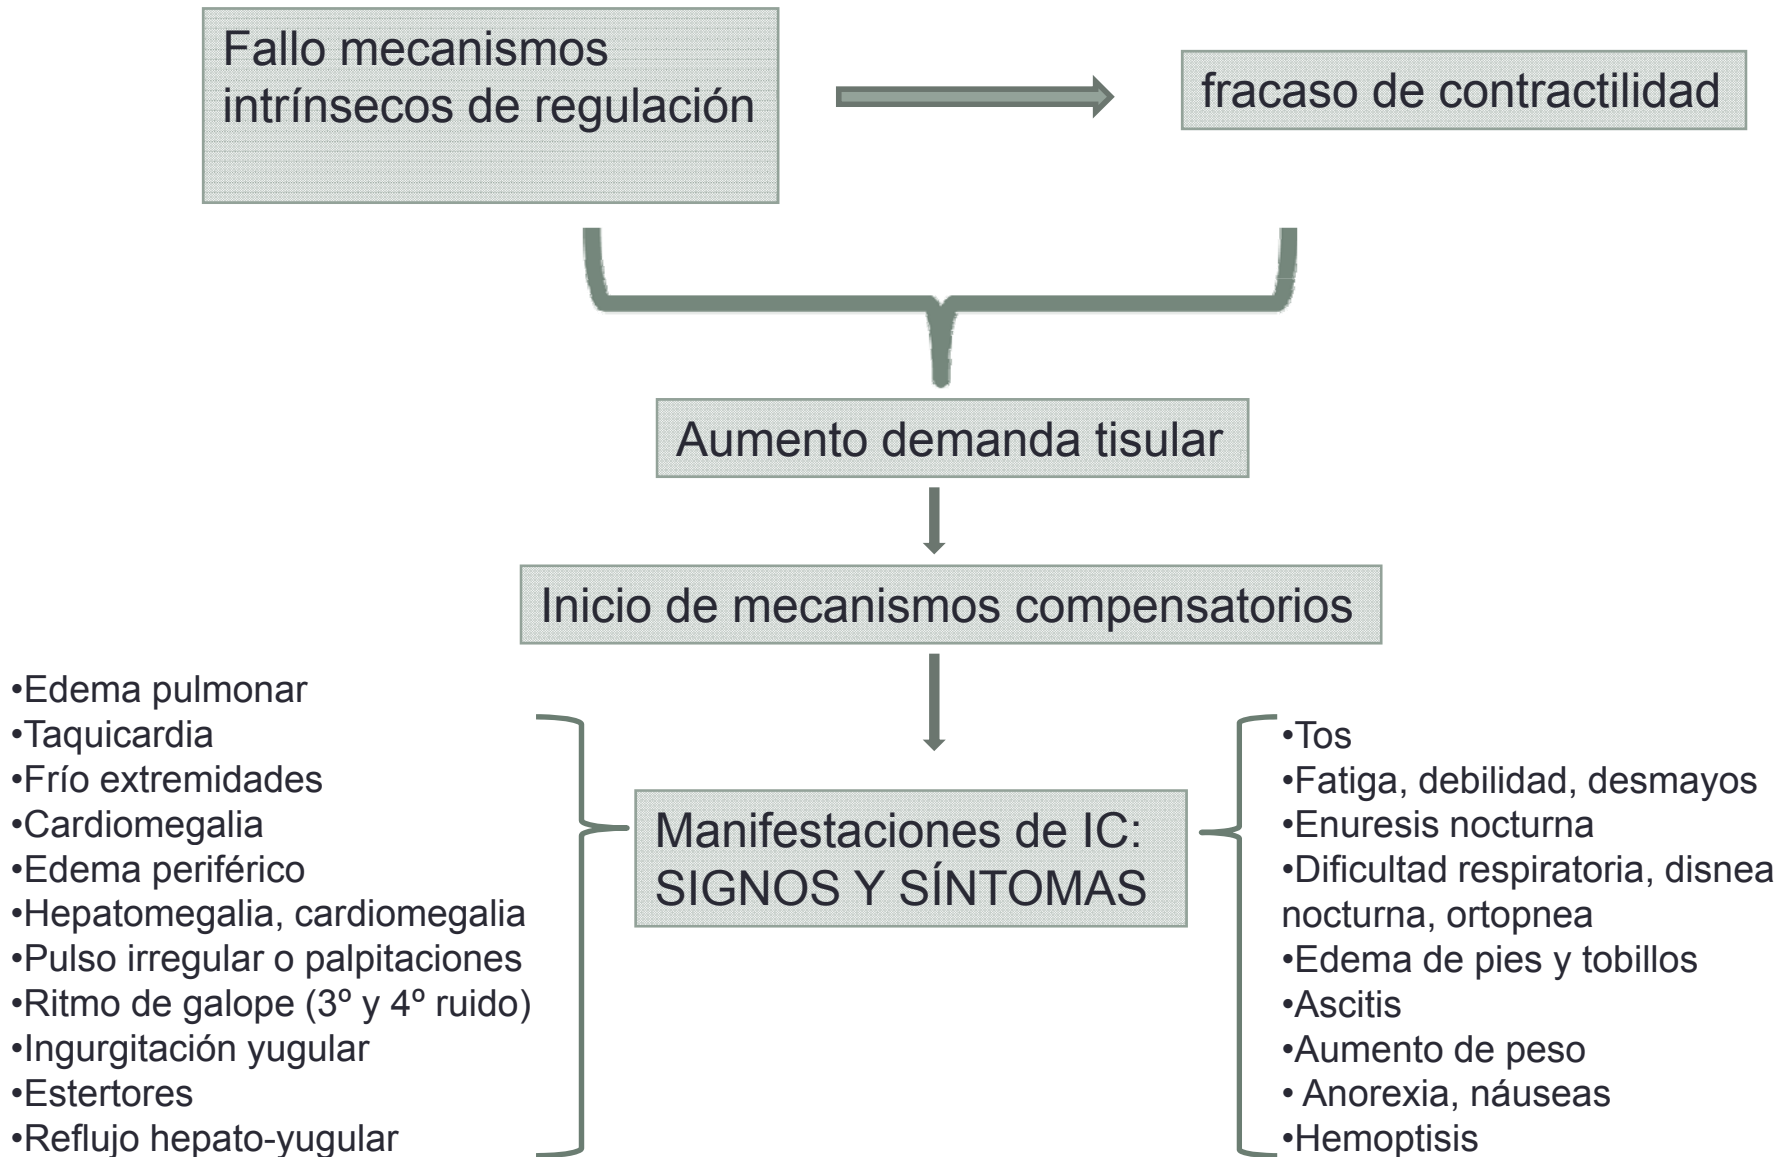 Fallo mecanismos
intrínsecos de regulación
fracaso de contractilidad
Aumento demanda tisular
Inicio de mecanismos compensatorios
•Edema pulmonar
•Taquicardia
•Frío extremidades
•Cardiomegalia
•Edema periférico
•Hepatomegalia, cardiomegalia
•Pulso irregular o palpitaciones
•Ritmo de galope (3º y 4º ruido)
•Ingurgitación yugular
•Estertores
•Reflujo hepato-yugular
Manifestaciones de IC:
SIGNOS Y SÍNTOMAS
•Tos
•Fatiga, debilidad, desmayos
•Enuresis nocturna
•Dificultad respiratoria, disnea
nocturna, ortopnea
•Edema de pies y tobillos
•Ascitis
•Aumento de peso
• Anorexia, náuseas
•Hemoptisis